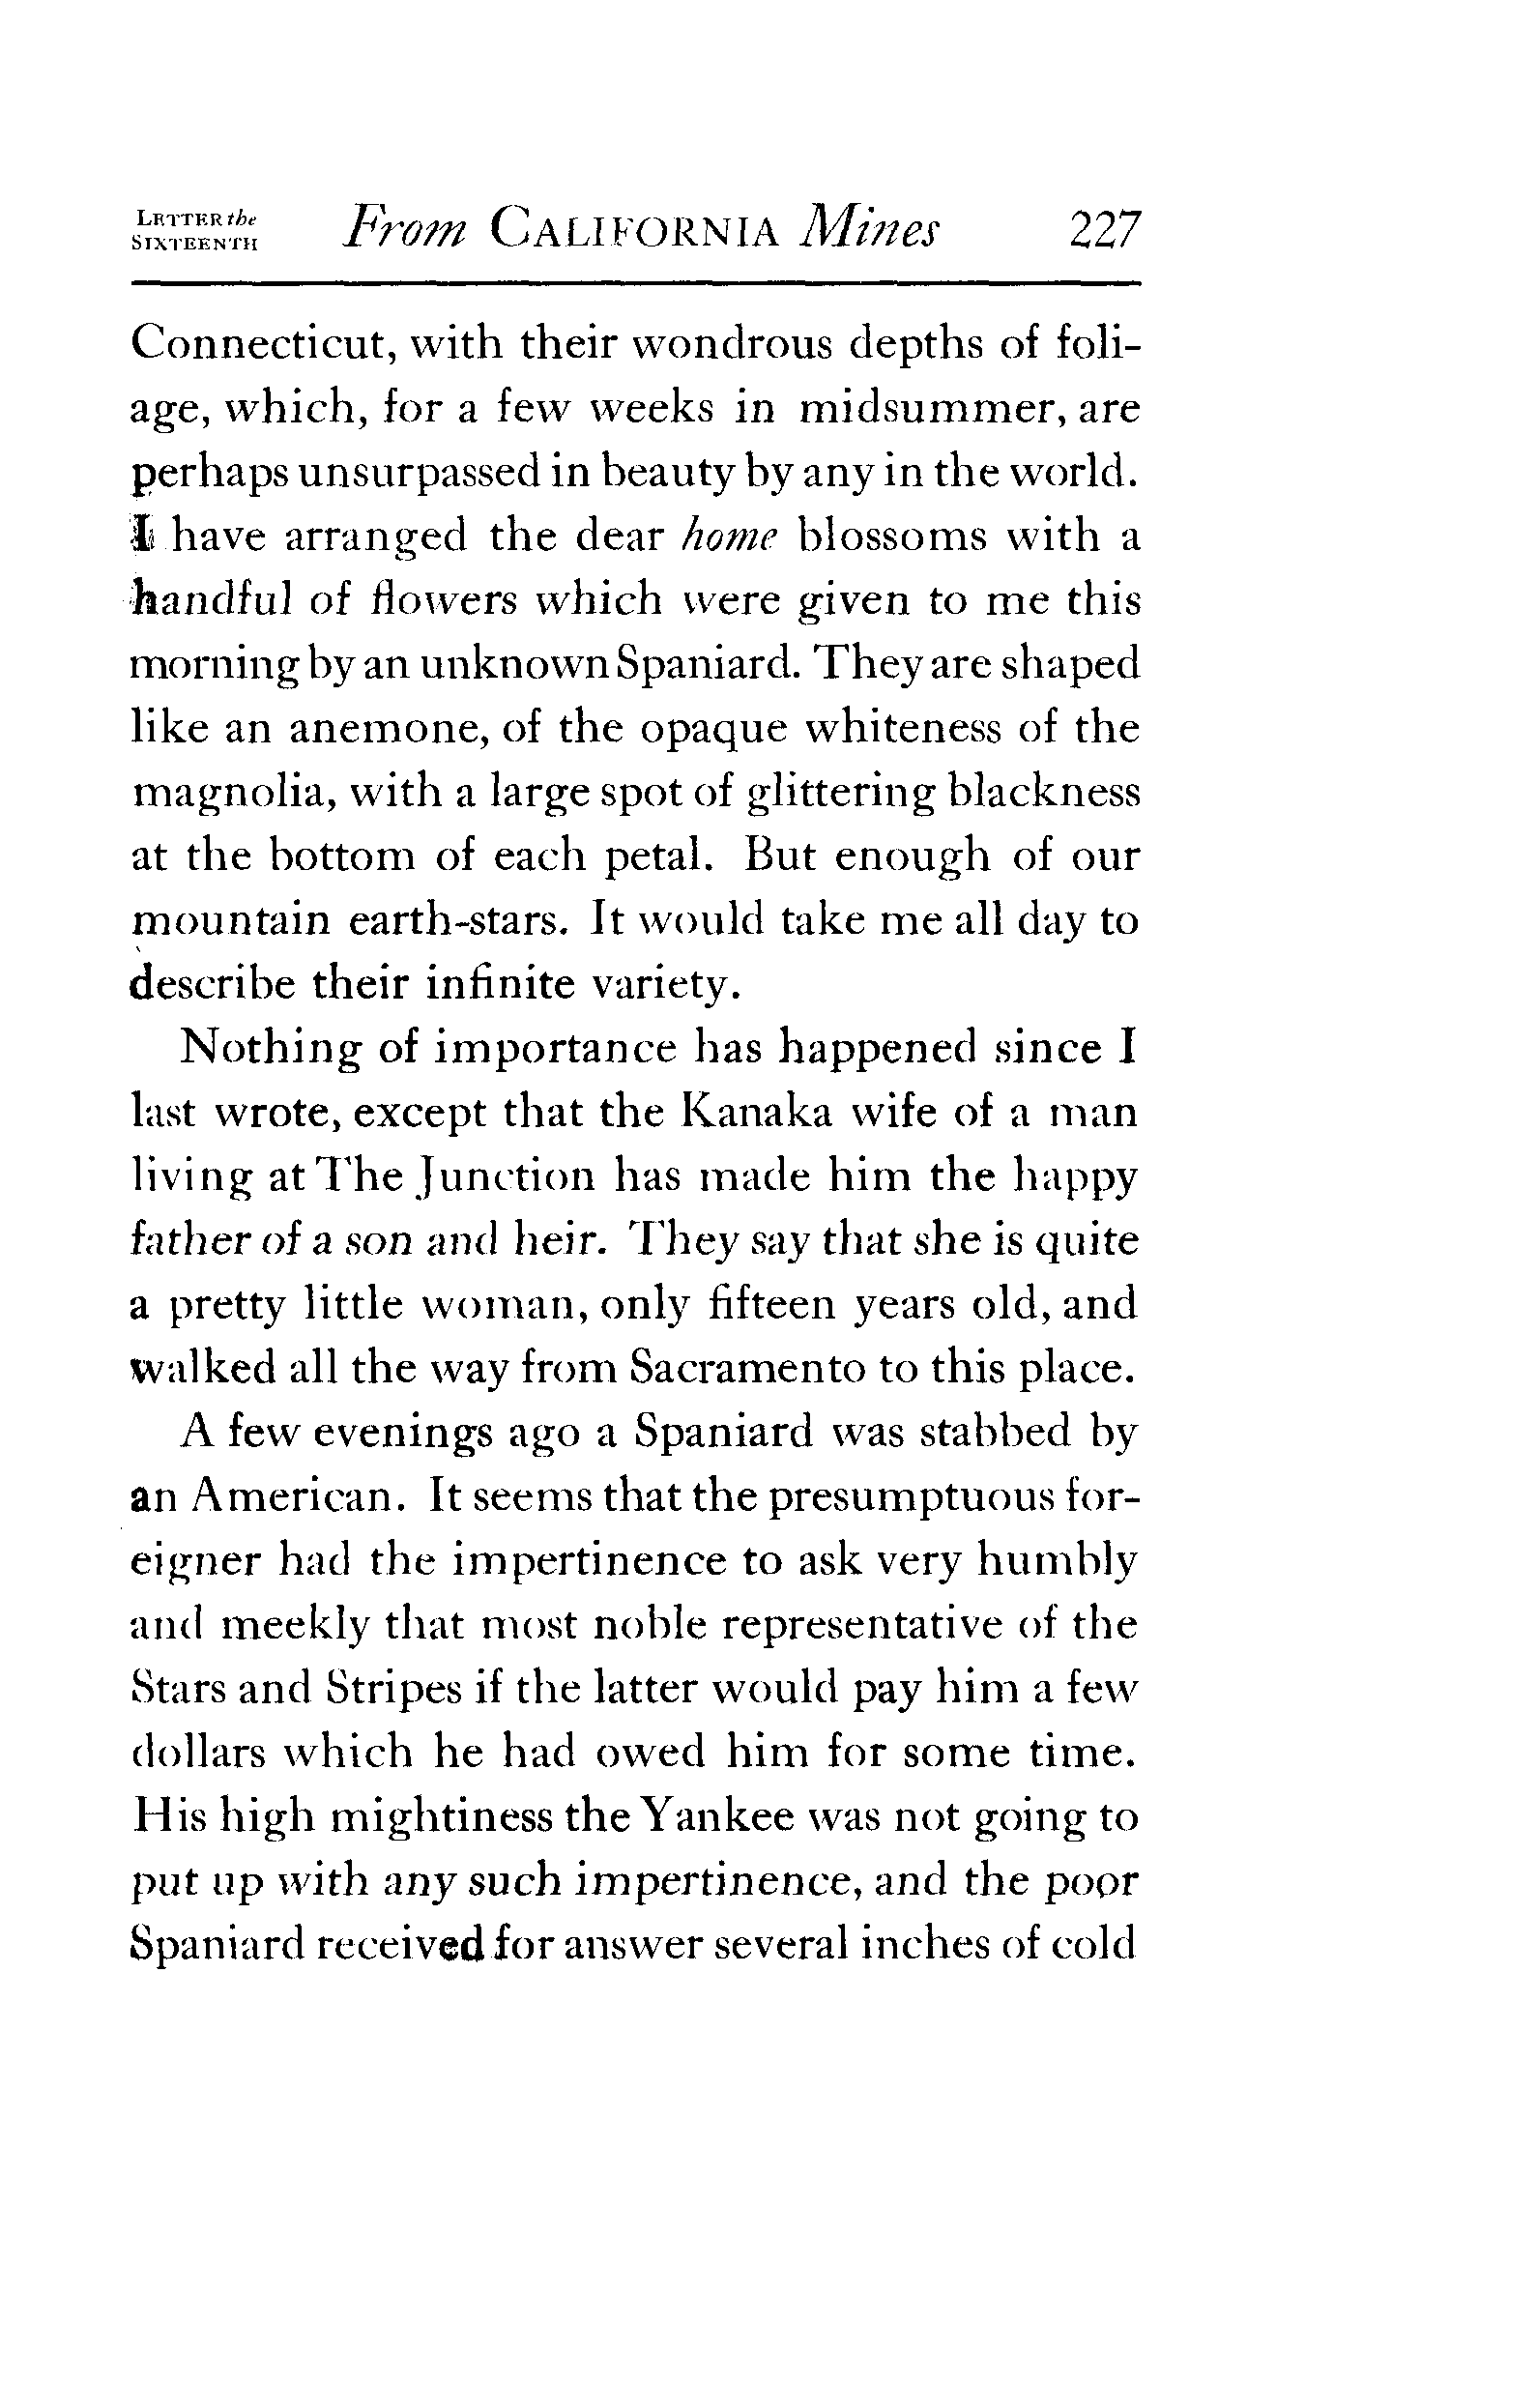 LETTER the
SIXTEENTH
From CALIFORNIA Mines
227
Connecticut, with their wondrous depths of foli-
age, which, for a few weeks in midsummer, are
perhaps unsurpassed in beauty by any in the world.
I have arranged the dear home blossoms with a
handful of flowers which were given to me this
morning by an unknown Spaniard. They are shaped
like an anemone, of the opaque whiteness of the
magnolia, with a large spot of glittering blackness
at the bottom of each petal. But enough of our
mountain earth-stars. It would take me all day to
describe their infinite variety.
Nothing of importance has happened since I
last wrote, except that the Kanaka wife of a man
living at The Junction has made him the happy
father of a son and heir. They say that she is quite
a pretty little woman, only fifteen years old, and
walked all the way from Sacramento to this place.
A few evenings ago a Spaniard was stabbed by
an American. It seems that the presumptuous for-
eigner had the impertinence to ask very humbly
and meekly that most noble representative of the
Stars and Stripes if the latter would pay him a few
dollars which he had owed him for some time.
His high mightiness the Yankee was not going to
put up with any such impertinence, and the poor
Spaniard received for answer several inches of cold